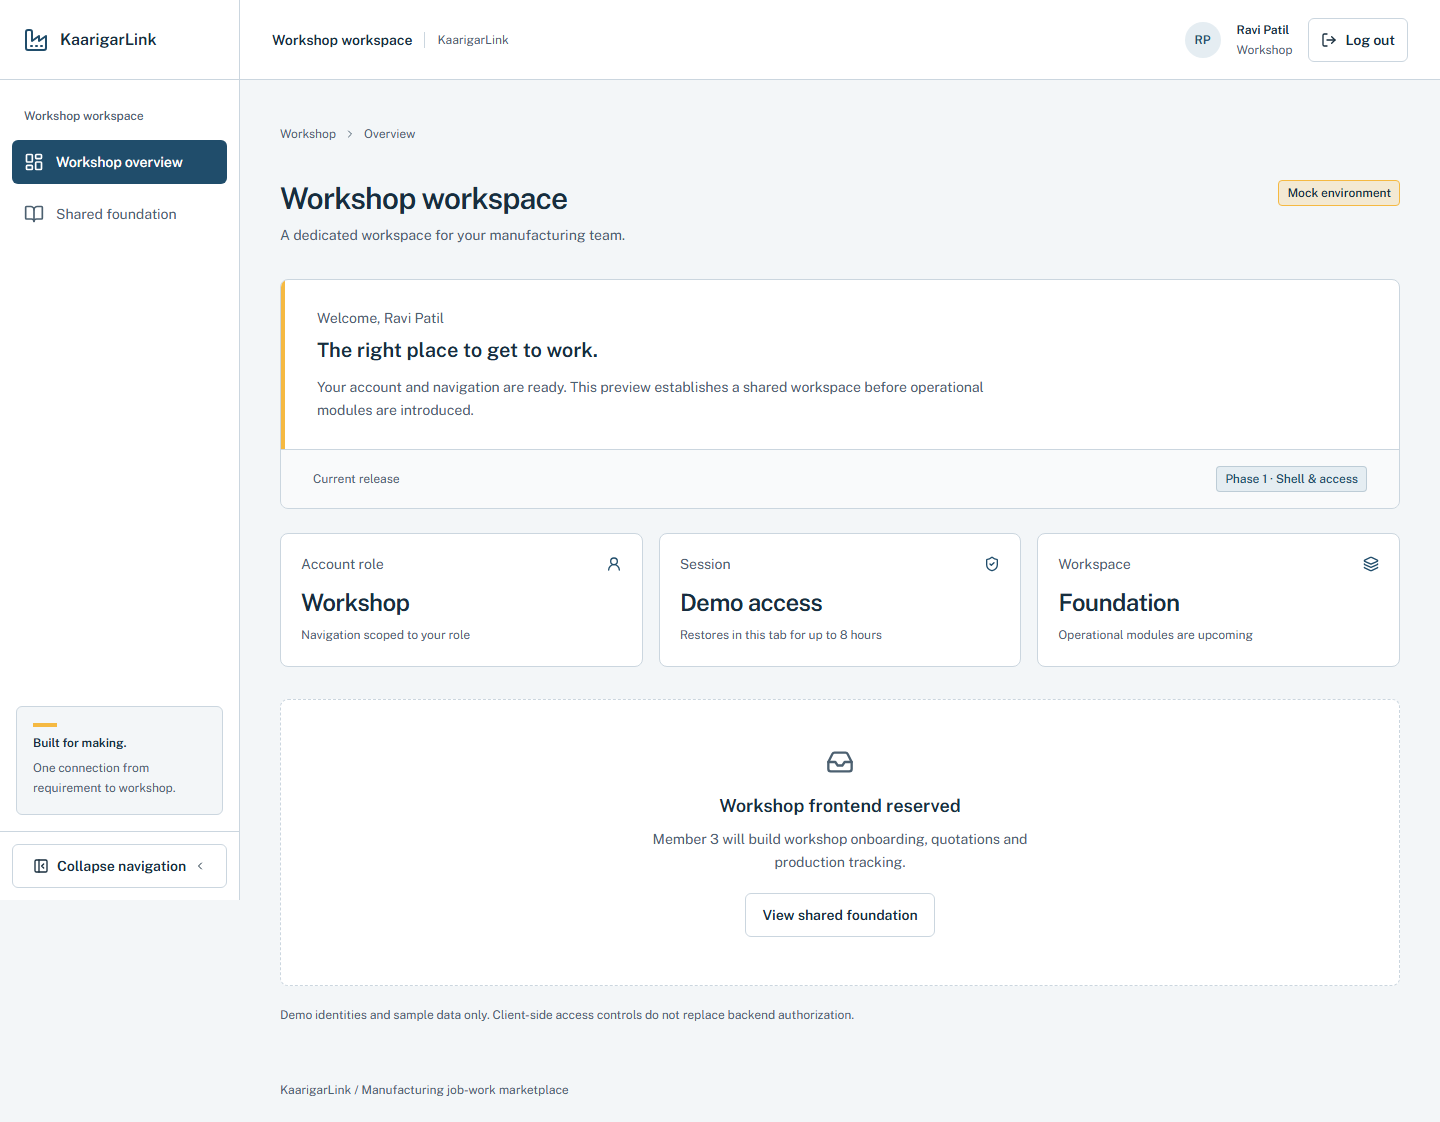 KaarigarLink
Workshop workspace
KaarigarLink
RP
Ravi Patil
Workshop
Log out
Workshop workspace
Workshop overview
Shared foundation
Built for making.
One connection from
requirement to workshop.
Collapse navigation
Workshop
Overview
Workshop workspace
Mock environment
A dedicated workspace for your manufacturing team.
Welcome, Ravi Patil
The right place to get to work.
Your account and navigation are ready. This preview establishes a shared workspace before operational
modules are introduced.
Current release
Phase 1 · Shell & access
Account role
Workshop
Navigation scoped to your role
Session
Demo access
Restores in this tab for up to 8 hours
Workspace
Foundation
Operational modules are upcoming
Workshop frontend reserved
Member 3 will build workshop onboarding, quotations and
production tracking.
View shared foundation
Demo identities and sample data only. Client-side access controls do not replace backend authorization.
KaarigarLink / Manufacturing job-work marketplace